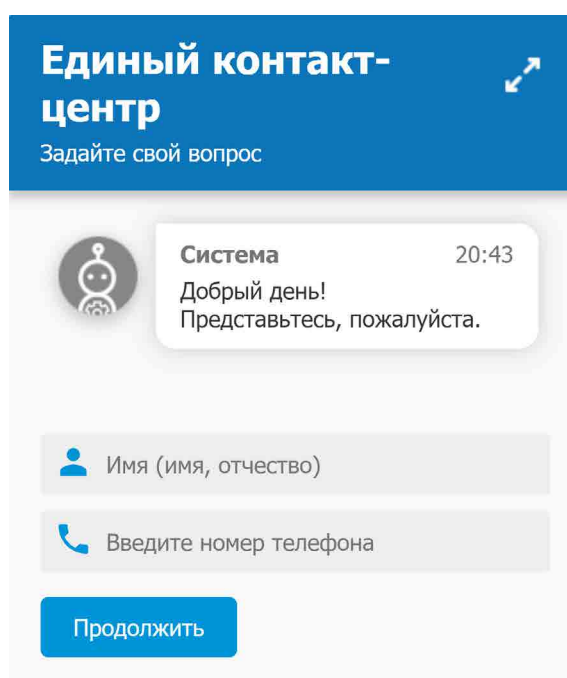 Единый контакт-
центр
Задайте свой вопрос
Система 20:43
Добрый день!
Представьтесь, пожалуйста.
Имя (имя, отчество)
Введите номер телефона
Продолжить